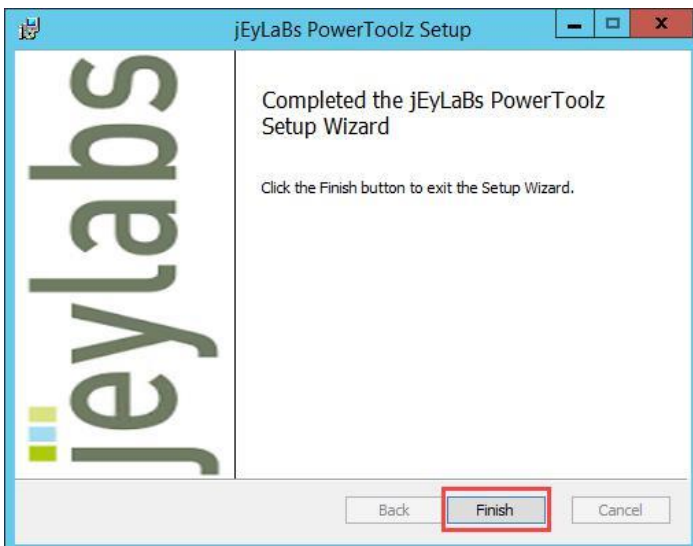 jEyLaBs PowerToolz Setup
jeylabs
Completed the jEyLaBs PowerToolz
Setup Wizard
Click the Finish button to exit the Setup Wizard.
Back
Finish
Cancel